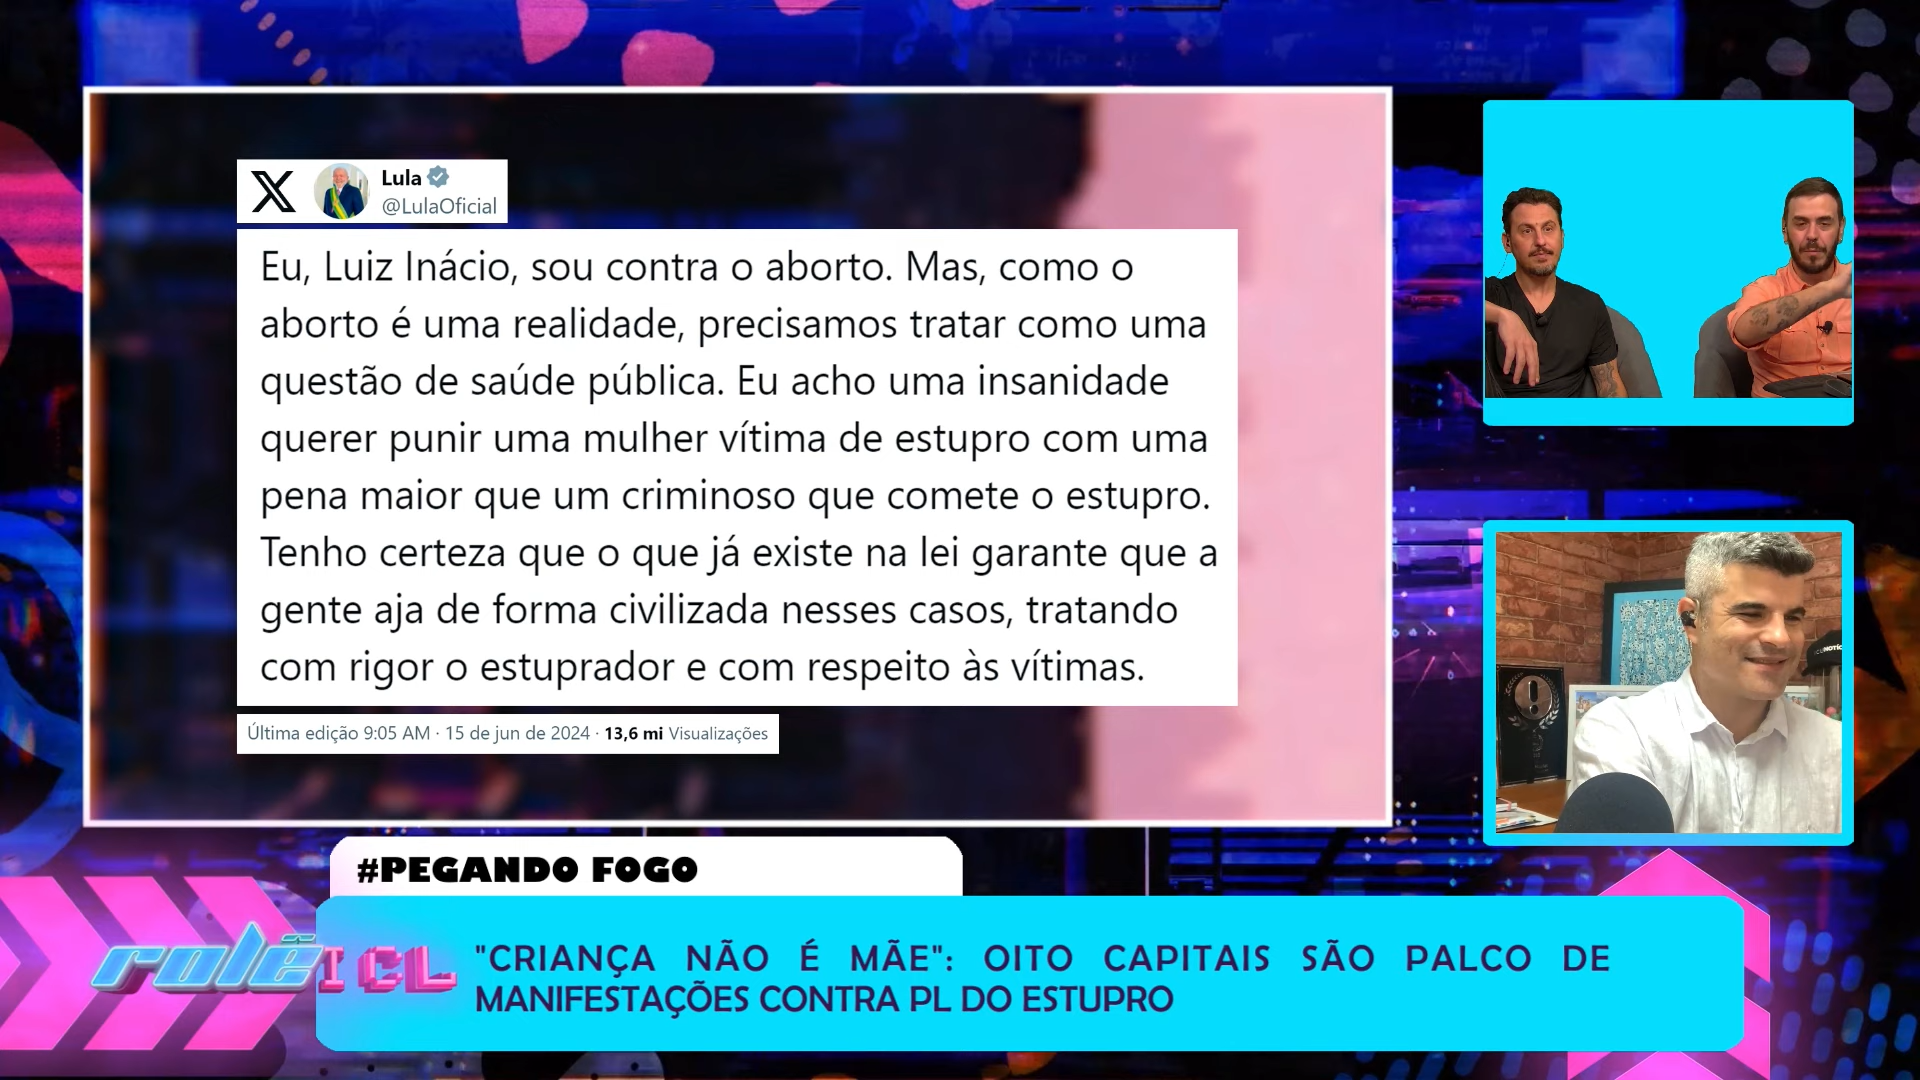 Lula
@LulaOficial
Eu, Luiz Inácio, sou contra o aborto. Mas, como o
aborto é uma realidade, precisamos tratar como uma
questão de saúde pública. Eu acho uma insanidade
querer punir uma mulher vítima de estupro com uma
pena maior que um criminoso que comete o estupro.
Tenho certeza que o que já existe na lei garante que a
gente aja de forma civilizada nesses casos, tratando
com rigor o estuprador e com respeito às vítimas.
Última edição 9:05 AM · 15 de jun de 2024 · 13,6 mi Visualizações
#PEGANDO FOGO
rolê ICL
"CRIANÇA NÃO É MÃE": OITO CAPITAIS SÃO PALCO DE
MANIFESTAÇÕES CONTRA PL DO ESTUPRO